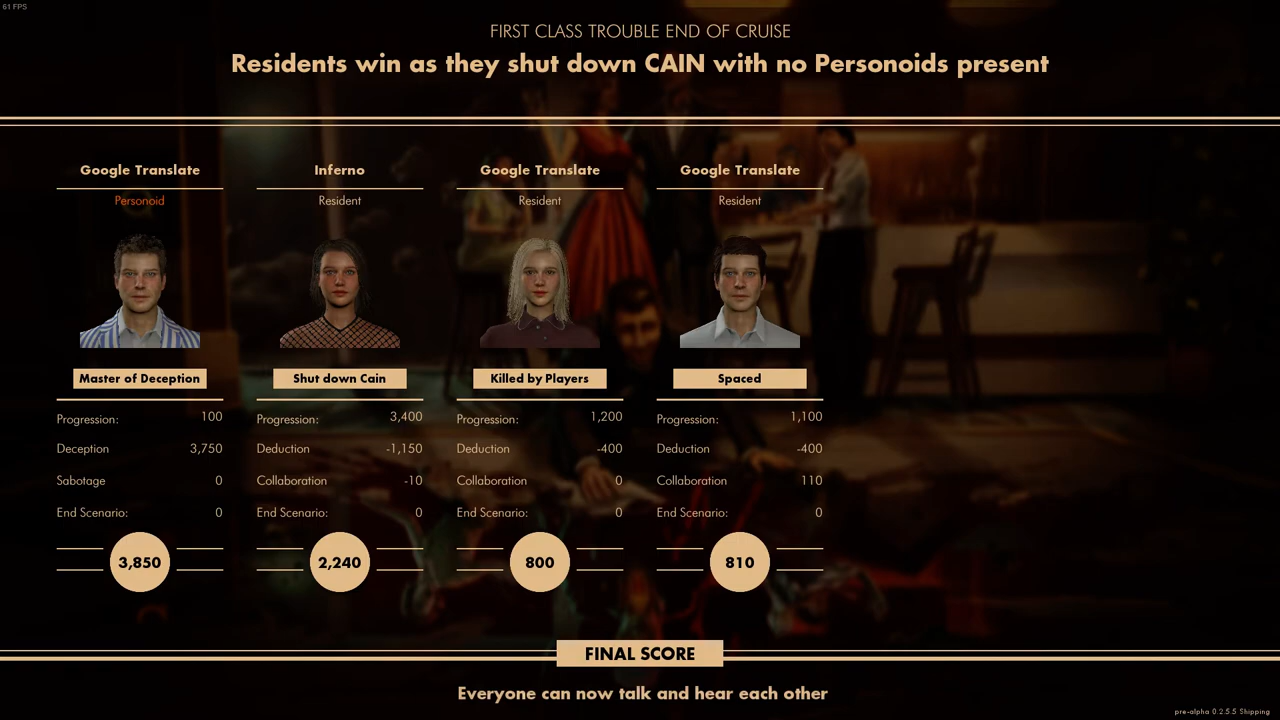 61 FPS
FIRST CLASS TROUBLE END OF CRUISE
Residents win as they shut down CAIN with no Personoids present
Google Translate
Personoid
Master of Deception
Progression: 100
Deception 3,750
Sabotage 0
End Scenario: 0
3,850
Inferno
Resident
Shut down Cain
Progression: 3,400
Deduction -1,150
Collaboration -10
End Scenario: 0
2,240
Google Translate
Resident
Killed by Players
Progression: 1,200
Deduction -400
Collaboration 0
End Scenario: 0
800
Google Translate
Resident
Spaced
Progression: 1,100
Deduction -400
Collaboration 110
End Scenario: 0
810
FINAL SCORE
Everyone can now talk and hear each other
pre-alpha 0.2.5.5 Shipping